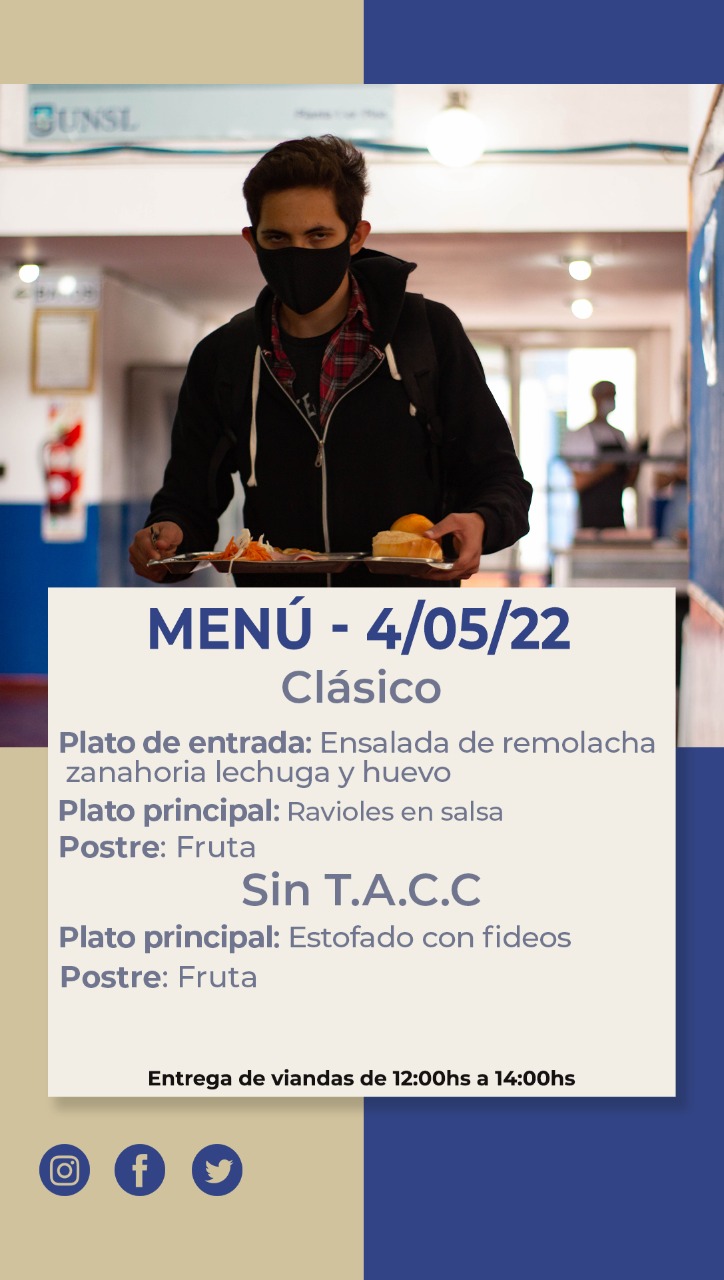 UNSL
MENÚ - 4/05/22
Clásico
Plato de entrada: Ensalada de remolacha
zanahoria lechuga y huevo
Plato principal: Ravioles en salsa
Postre: Fruta
Sin T.A.C.C
Plato principal: Estofado con fideos
Postre: Fruta
Entrega de viandas de 12:00hs a 14:00hs